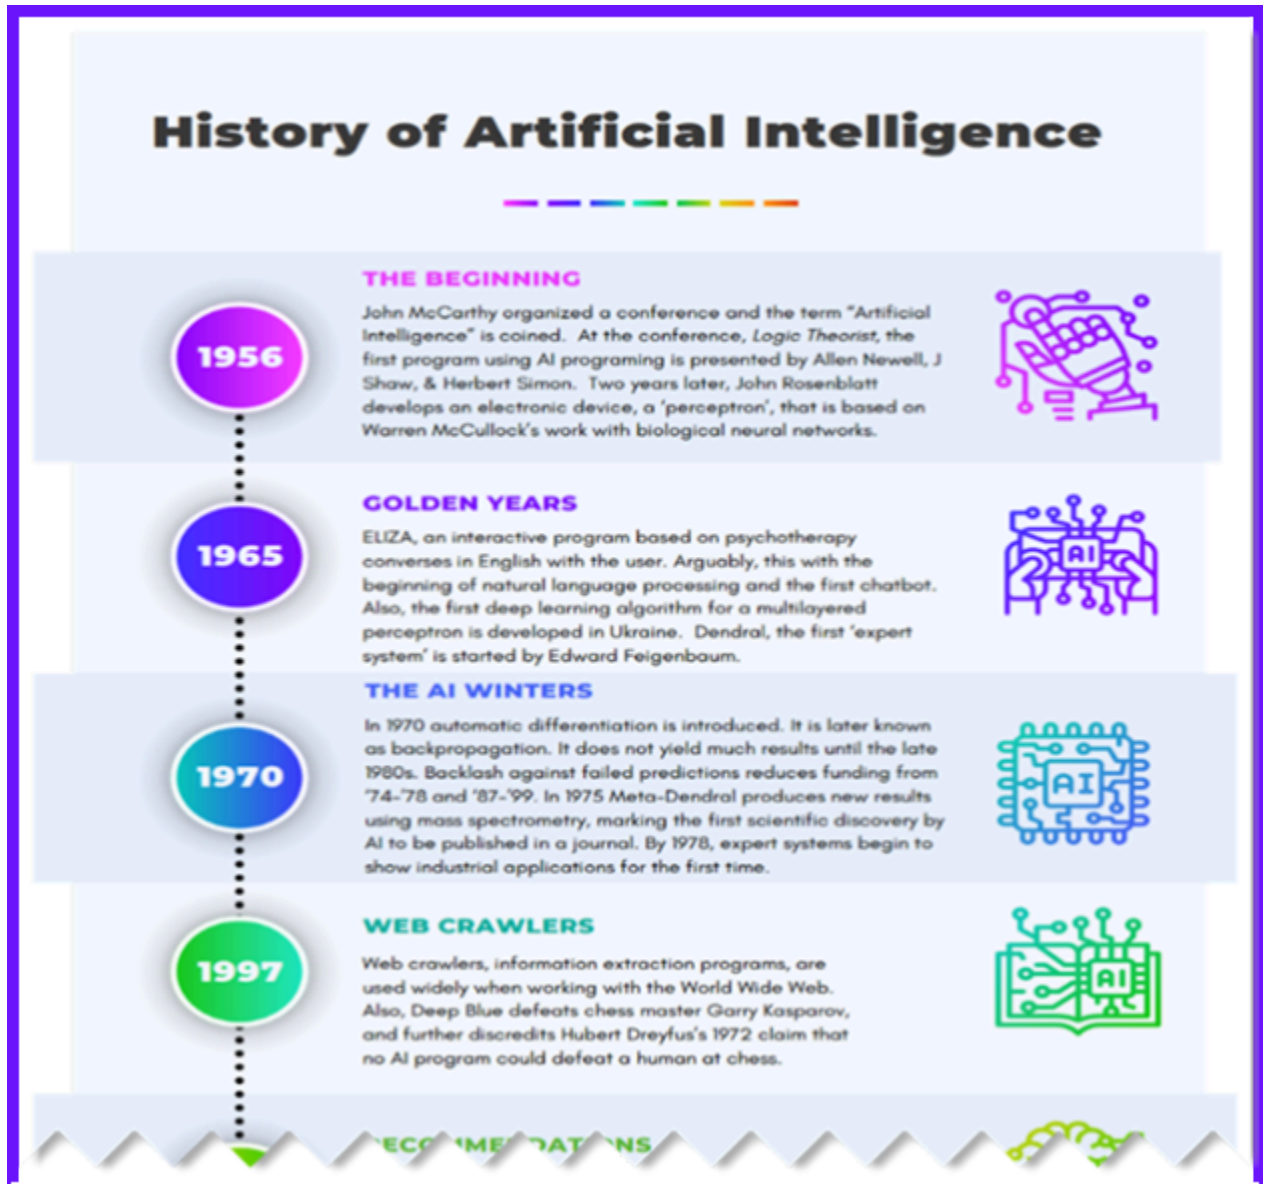 History of Artificial Intelligence
THE BEGINNING
1956
John McCarthy organized a conference and the term “Artificial
Intelligence” is coined. At the conference, Logic Theorist, the
first program using AI programing is presented by Allen Newell, J
Shaw, & Herbert Simon. Two years later, John Rosenblatt
develops an electronic device, a ‘perceptron’, that is based on
Warren McCullock’s work with biological neural networks.
GOLDEN YEARS
1965
ELIZA, an interactive program based on psychotherapy
converses in English with the user. Arguably, this with the
beginning of natural language processing and the first chatbot.
Also, the first deep learning algorithm for a multilayered
perceptron is developed in Ukraine. Dendral, the first ‘expert
system’ is started by Edward Feigenbaum.
AI
THE AI WINTERS
1970
In 1970 automatic differentiation is introduced. It is later known
as backpropagation. It does not yield much results until the late
1980s. Backlash against failed predictions reduces funding from
’74-’78 and ‘87-’99. In 1975 Meta-Dendral produces new results
using mass spectrometry, marking the first scientific discovery by
AI to be published in a journal. By 1978, expert systems begin to
show industrial applications for the first time.
AI
WEB CRAWLERS
1997
Web crawlers, information extraction programs, are
used widely when working with the World Wide Web.
Also, Deep Blue defeats chess master Garry Kasparov,
and further discredits Hubert Dreyfus’s 1972 claim that
no AI program could defeat a human at chess.
AI